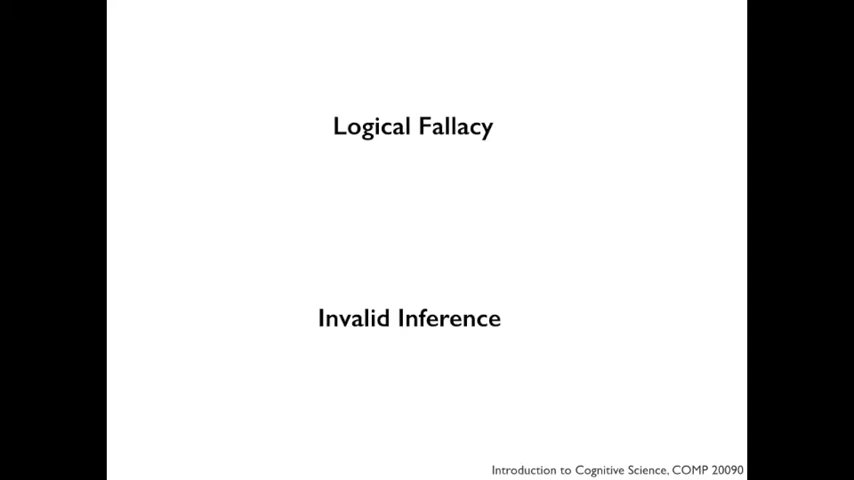 Logical Fallacy
Invalid Inference
Introduction to Cognitive Science, COMP 20090